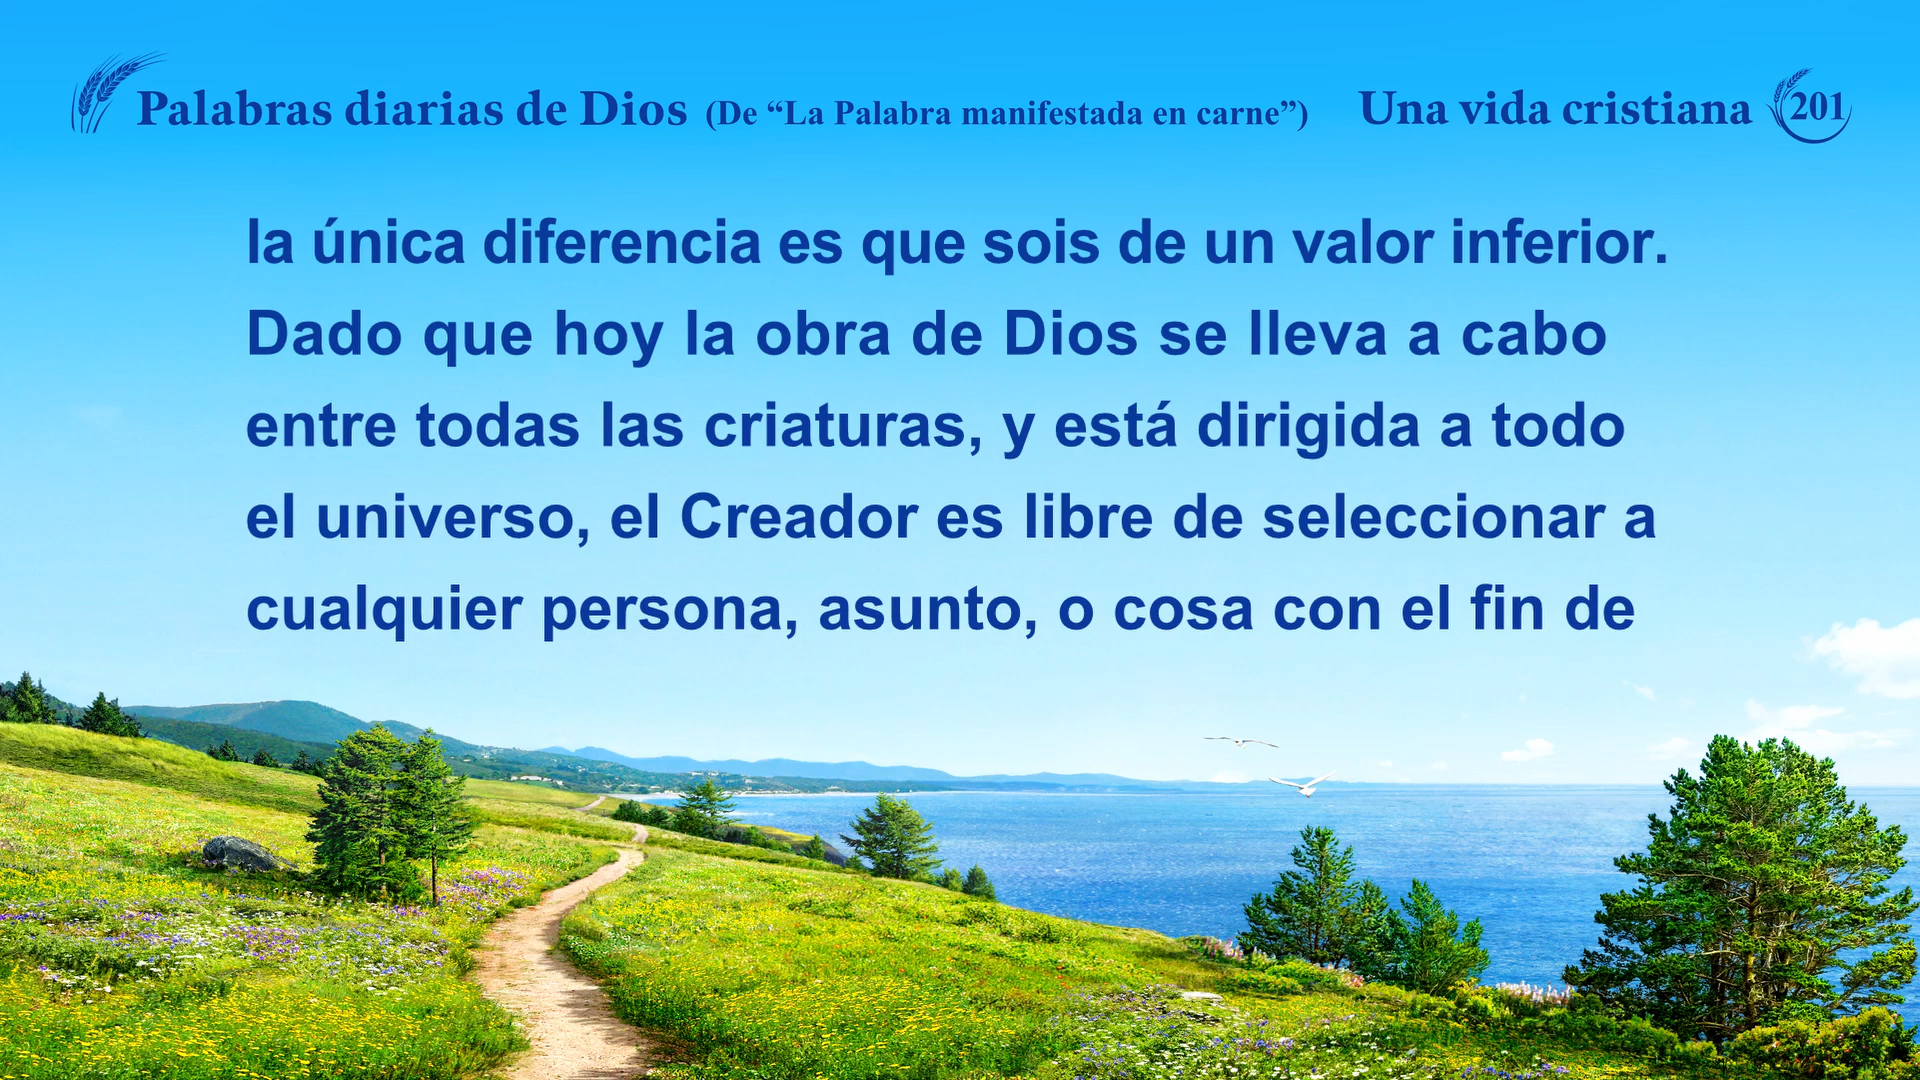 Palabras diarias de Dios (De “La Palabra manifestada en carne”) Una vida cristiana 201
la única diferencia es que sois de un valor inferior.
Dado que hoy la obra de Dios se lleva a cabo
entre todas las criaturas, y está dirigida a todo
el universo, el Creador es libre de seleccionar a
cualquier persona, asunto, o cosa con el fin de